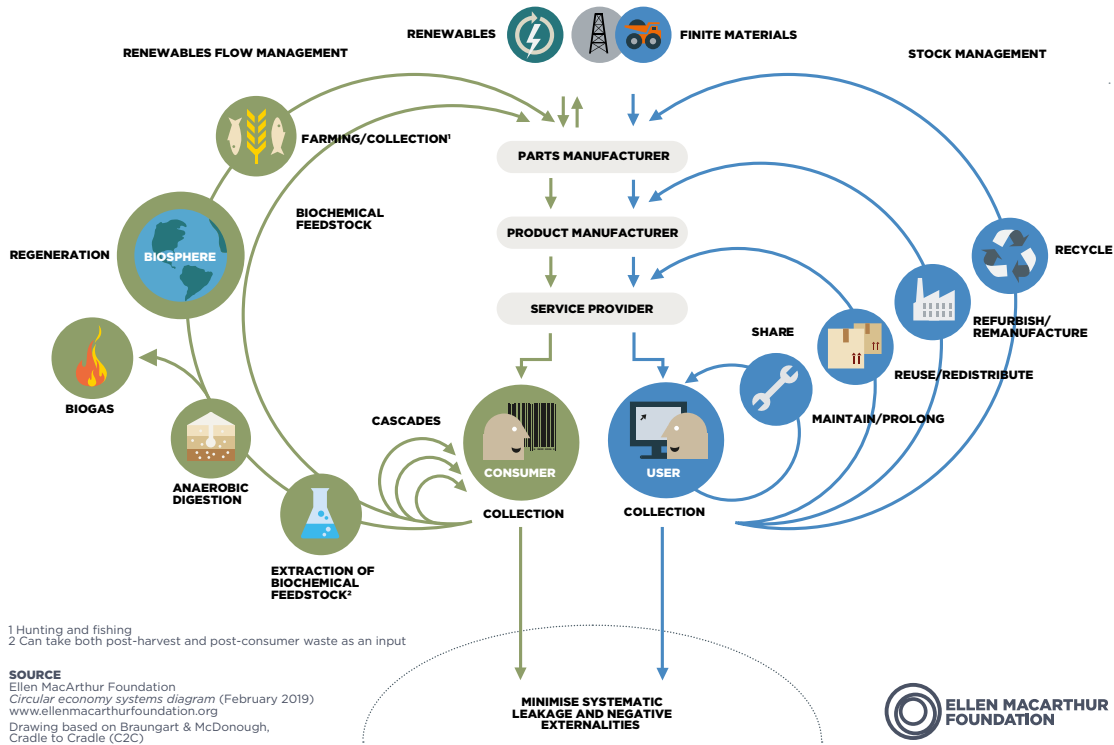 RENEWABLES
FINITE MATERIALS
RENEWABLES FLOW MANAGEMENT
STOCK MANAGEMENT
FARMING/COLLECTION¹
PARTS MANUFACTURER
BIOCHEMICAL
FEEDSTOCK
PRODUCT MANUFACTURER
REGENERATION
BIOSPHERE
RECYCLE
SERVICE PROVIDER
SHARE
REFURBISH/
REMANUFACTURE
REUSE/REDISTRIBUTE
BIOGAS
CASCADES
MAINTAIN/PROLONG
CONSUMER
USER
ANAEROBIC
DIGESTION
COLLECTION
COLLECTION
EXTRACTION OF
BIOCHEMICAL
FEEDSTOCK²
1 Hunting and fishing
2 Can take both post-harvest and post-consumer waste as an input
SOURCE
Ellen MacArthur Foundation
Circular economy systems diagram (February 2019)
www.ellenmacarthurfoundation.org
Drawing based on Braungart & McDonough,
Cradle to Cradle (C2C)
MINIMISE SYSTEMATIC
LEAKAGE AND NEGATIVE
EXTERNALITIES
ELLEN MACARTHUR
FOUNDATION